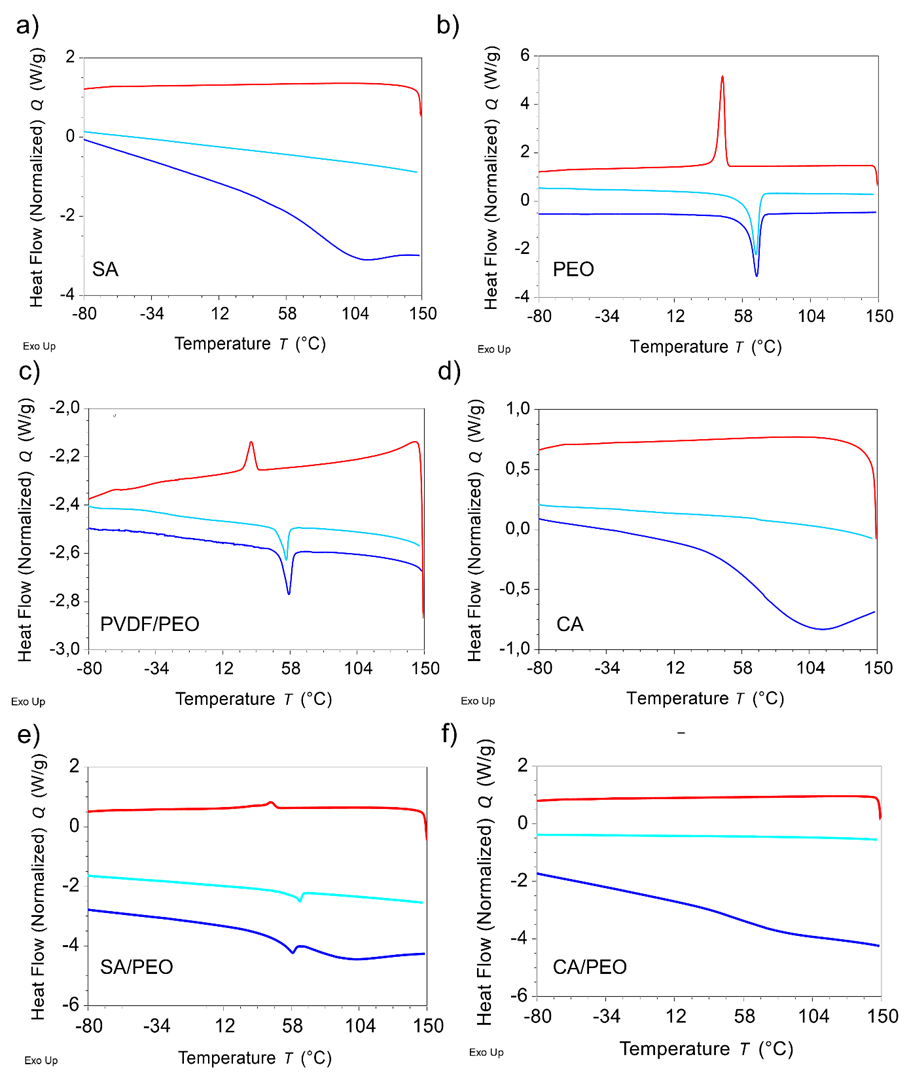 a)
Heat Flow (Normalized) Q (W/g)
2
0
-2
-4
SA
-80 -34 12 58 104 150
Temperature T (°C)
Exo Up
b)
Heat Flow (Normalized) Q (W/g)
6
4
2
0
-2
-4
PEO
-80 -34 12 58 104 150
Temperature T (°C)
Exo Up
c)
Heat Flow (Normalized) Q (W/g)
-2,0
-2,2
-2,4
-2,6
-2,8
-3,0
PVDF/PEO
-80 -34 12 58 104 150
Temperature T (°C)
Exo Up
d)
Heat Flow (Normalized) Q (W/g)
1,0
0,5
0,0
-0,5
-1,0
CA
-80 -34 12 58 104 150
Temperature T (°C)
Exo Up
e)
Heat Flow (Normalized) Q (W/g)
2
0
-2
-4
-6
SA/PEO
-80 -34 12 58 104 150
Temperature T (°C)
Exo Up
f)
Heat Flow (Normalized) Q (W/g)
2
0
-2
-4
-6
CA/PEO
-80 -34 12 58 104 150
Temperature T (°C)
Exo Up